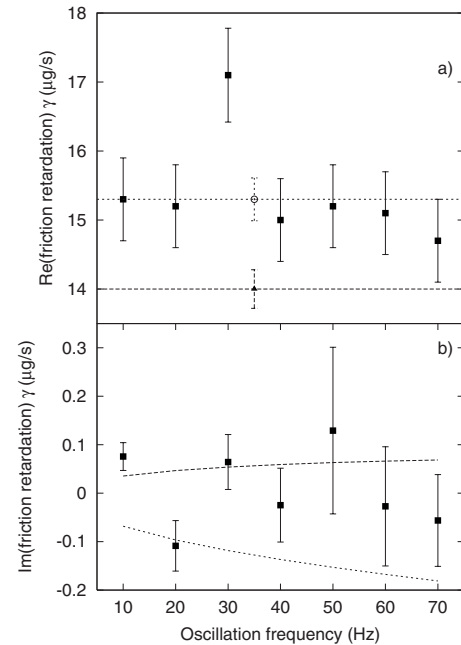 18
17
16
15
14
Re(friction retardation) γ (μg/s)
a)
0.3
0.2
0.1
0
-0.1
-0.2
Im(friction retardation) γ (μg/s)
b)
10 20 30 40 50 60 70
Oscillation frequency (Hz)